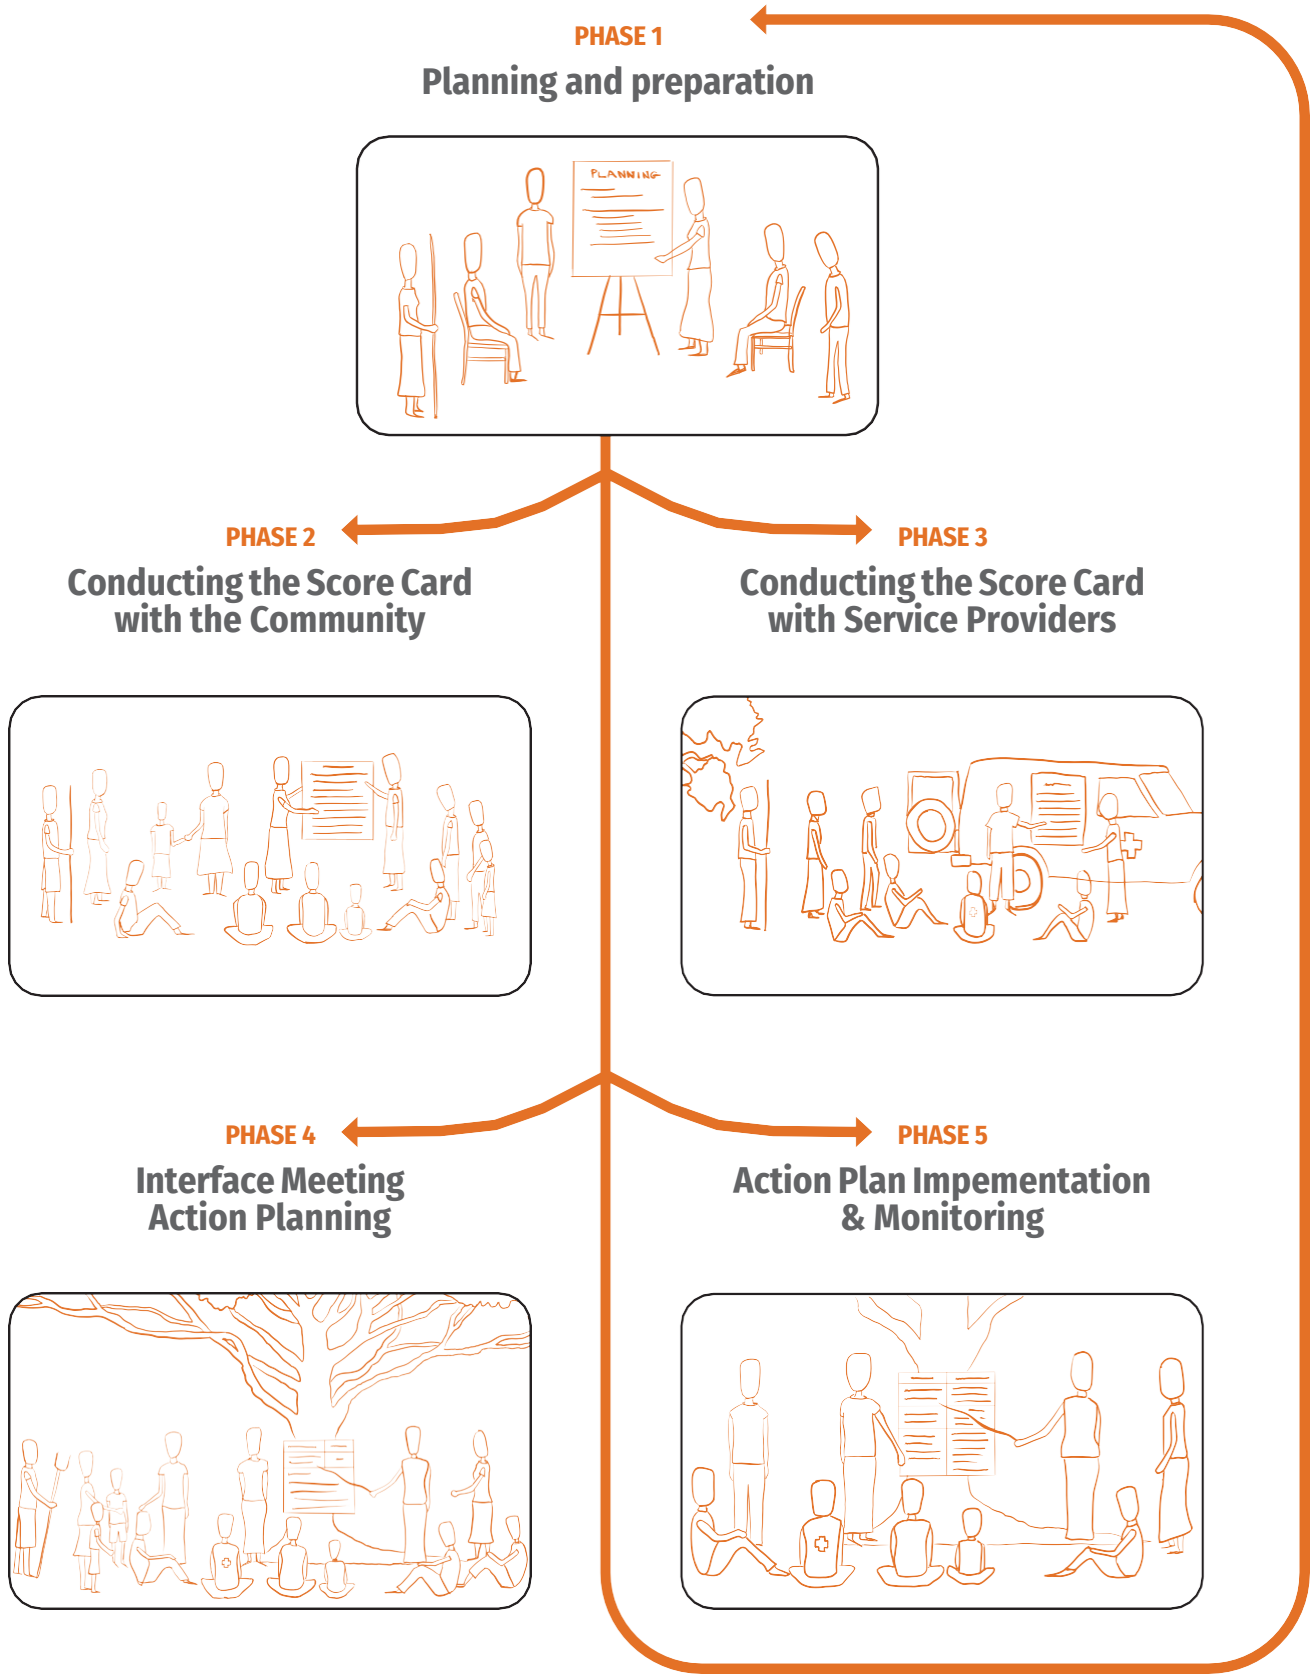 PHASE 1
Planning and preparation
PLANNING
PHASE 2
Conducting the Score Card
with the Community
PHASE 3
Conducting the Score Card
with Service Providers
PHASE 4
Interface Meeting
Action Planning
PHASE 5
Action Plan Impementation
& Monitoring